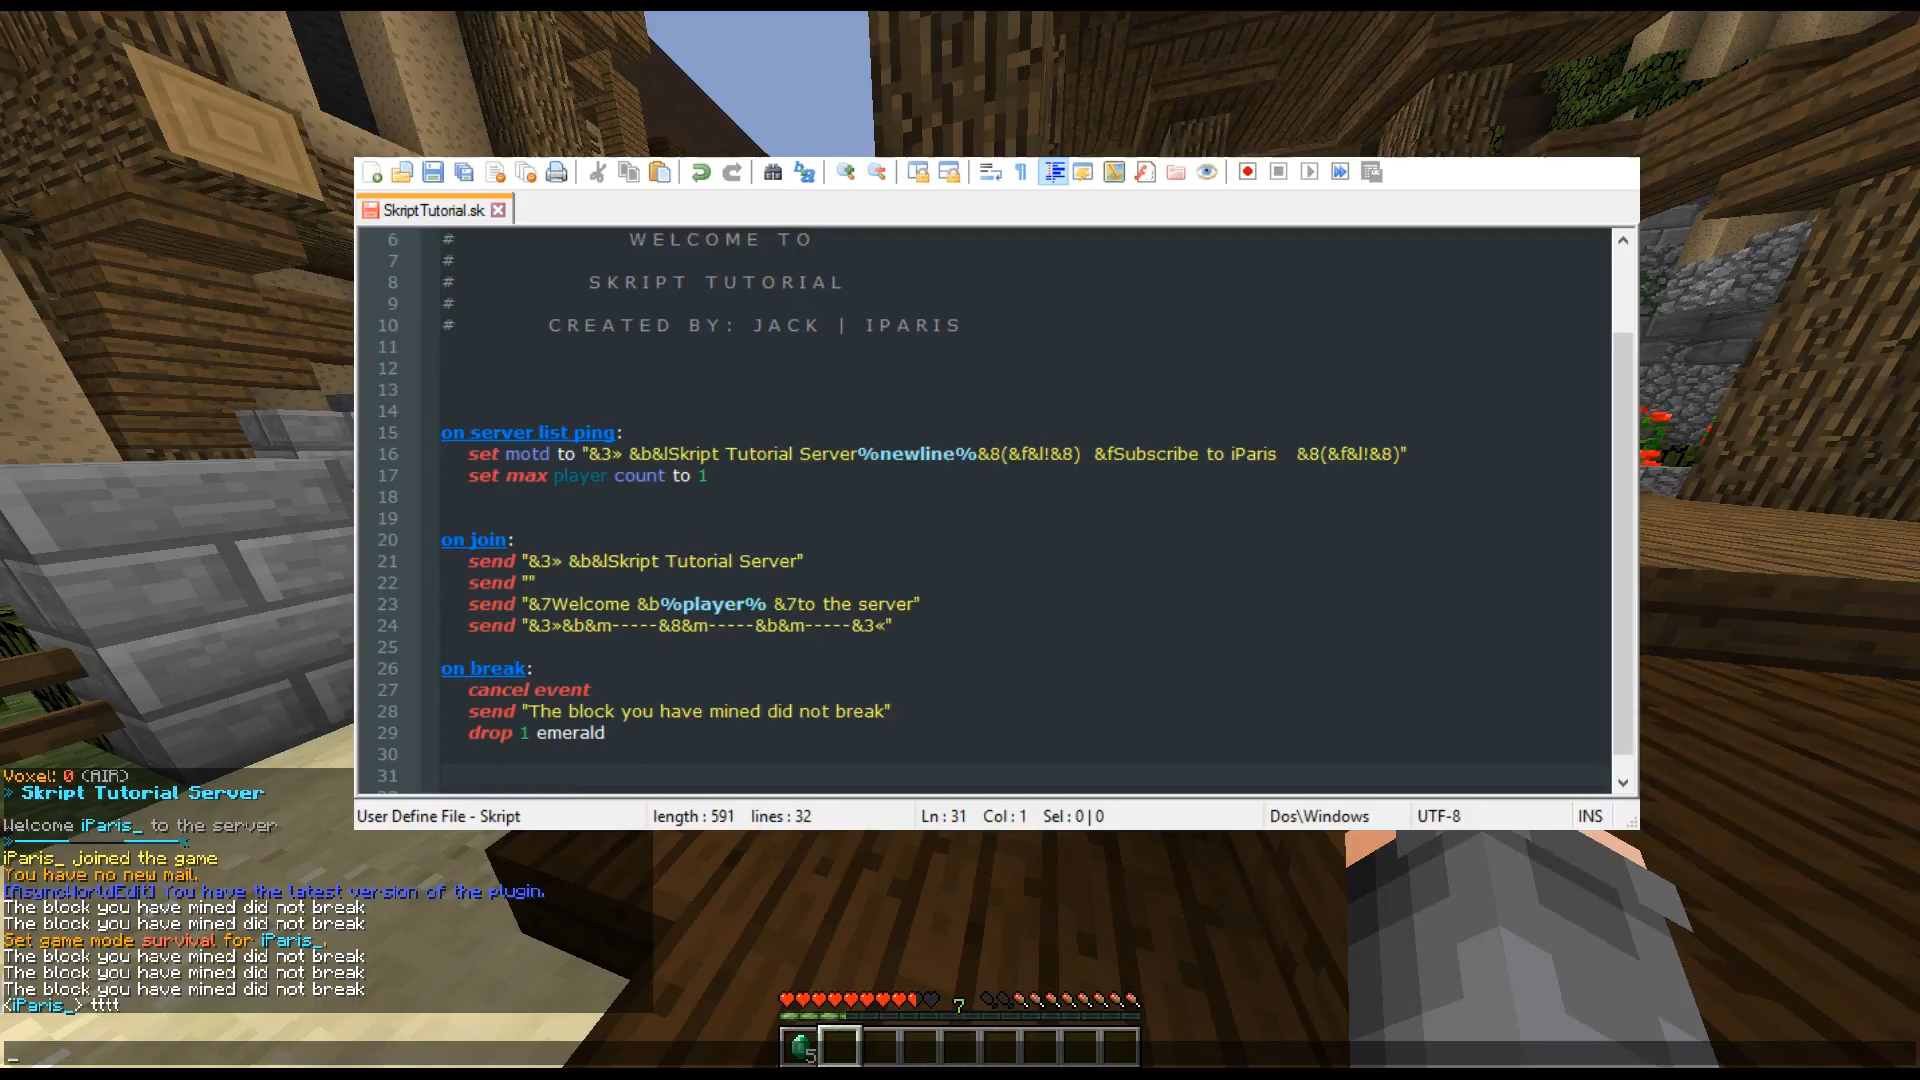 SkriptTutorial.sk
6 # WELCOME TO
7 #
8 # SKRIPT TUTORIAL
9 #
10 # CREATED BY: JACK | IPARIS
11
12
13
14
15 on server list ping:
16 set motd to "&3» &b&lSkript Tutorial Server%newline%&8(&f&l!&8)  &fSubscribe to iParis   &8(&f&l!&8)"
17 set max player count to 1
18
19
20 on join:
21 send "&3» &b&lSkript Tutorial Server"
22 send ""
23 send "&7Welcome &b%player% &7to the server"
24 send "&3»&b&m-----&8&m-----&b&m-----&3«"
25
26 on break:
27 cancel event
28 send "The block you have mined did not break"
29 drop 1 emerald
30
31
User Define File - Skript length : 591 lines : 32 Ln : 31 Col : 1 Sel : 0 | 0 Dos\Windows UTF-8 INS
Voxel: 0 (AIR)
» Skript Tutorial Server
Welcome iParis_ to the server
iParis_ joined the game
You have no new mail.
[AsyncWorldEdit] You have the latest version of the plugin.
The block you have mined did not break
The block you have mined did not break
Set game mode survival for iParis_.
The block you have mined did not break
The block you have mined did not break
The block you have mined did not break
<iParis_> tttt
_
7
5